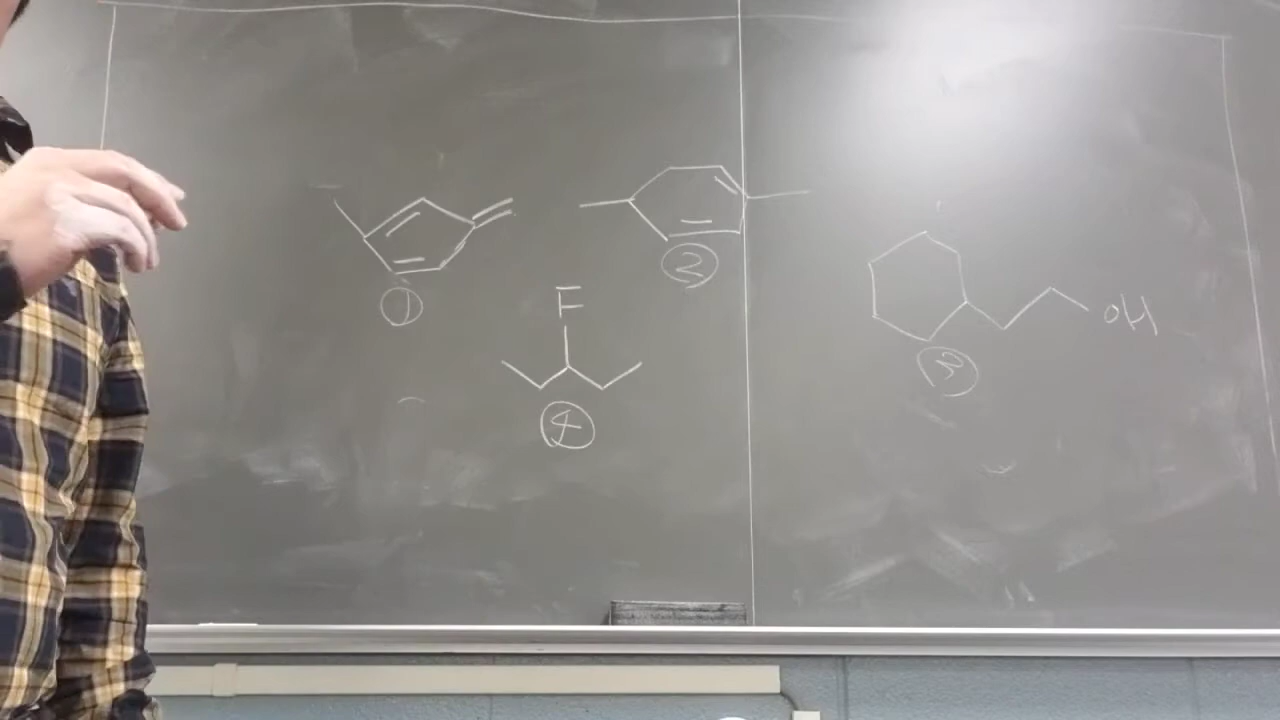 ①
②
F
④
③
OH